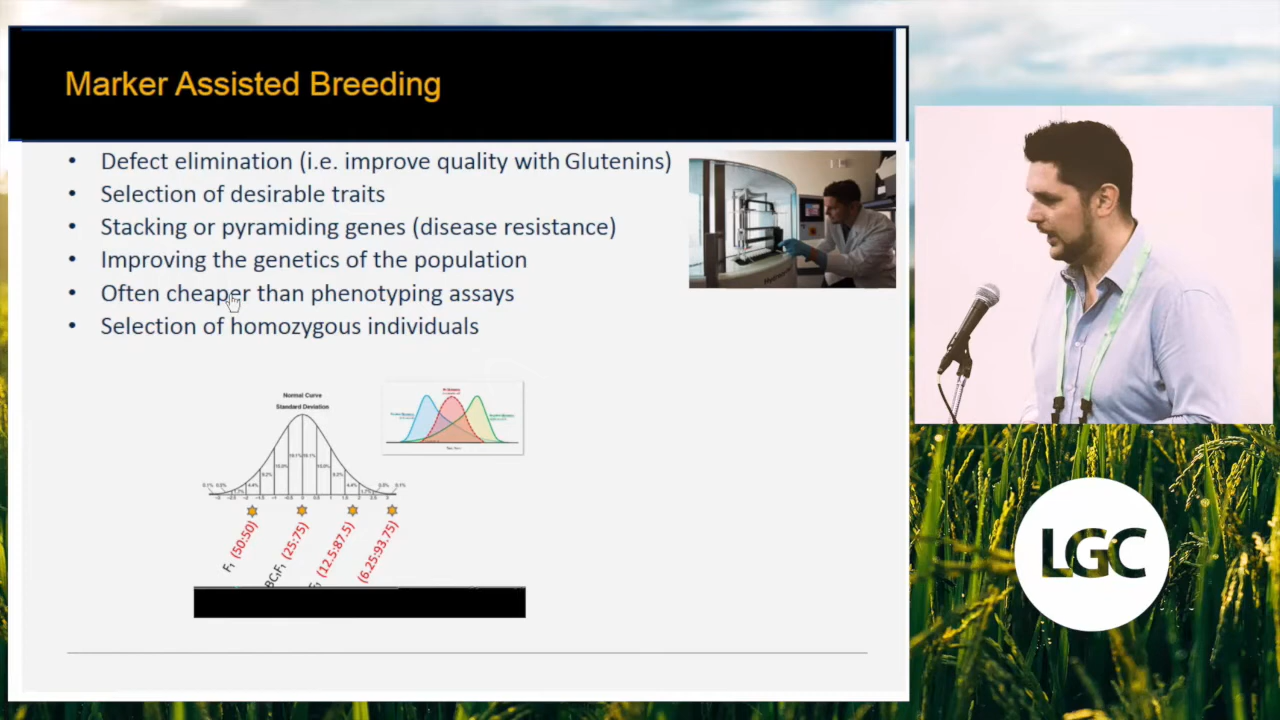 Marker Assisted Breeding
• Defect elimination (i.e. improve quality with Glutenins)
• Selection of desirable traits
• Stacking or pyramiding genes (disease resistance)
• Improving the genetics of the population
• Often cheaper than phenotyping assays
• Selection of homozygous individuals
Normal Curve
Standard Deviation
F₁ (50:50)
BC₁F₁ (25:75)
(12.5:87.5)
(6.25:93.75)
LGC